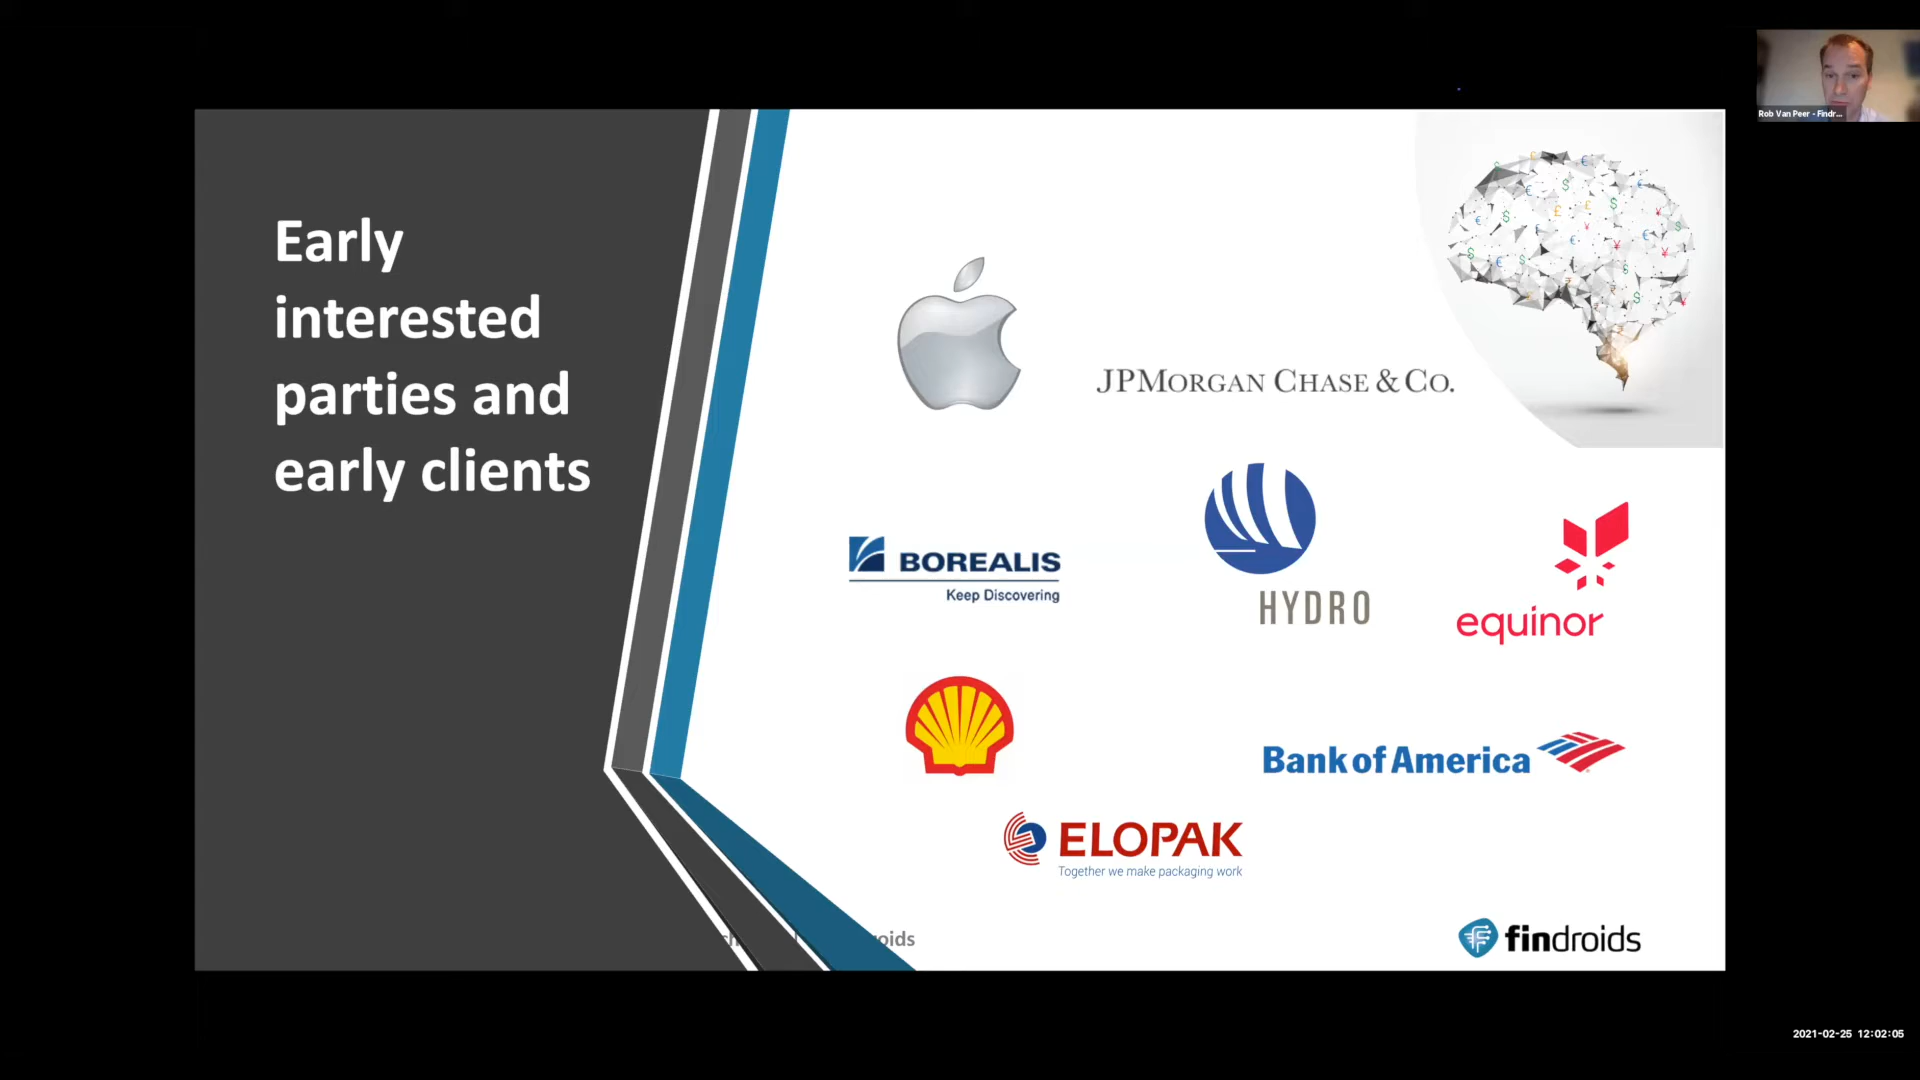 Rob Van Peer - Findr...
Early
interested
parties and
early clients
JPMORGAN CHASE & CO.
BOREALIS
Keep Discovering
HYDRO
equinor
Bank of America
ELOPAK
Together we make packaging work
findroids
2021-02-25 12:02:05